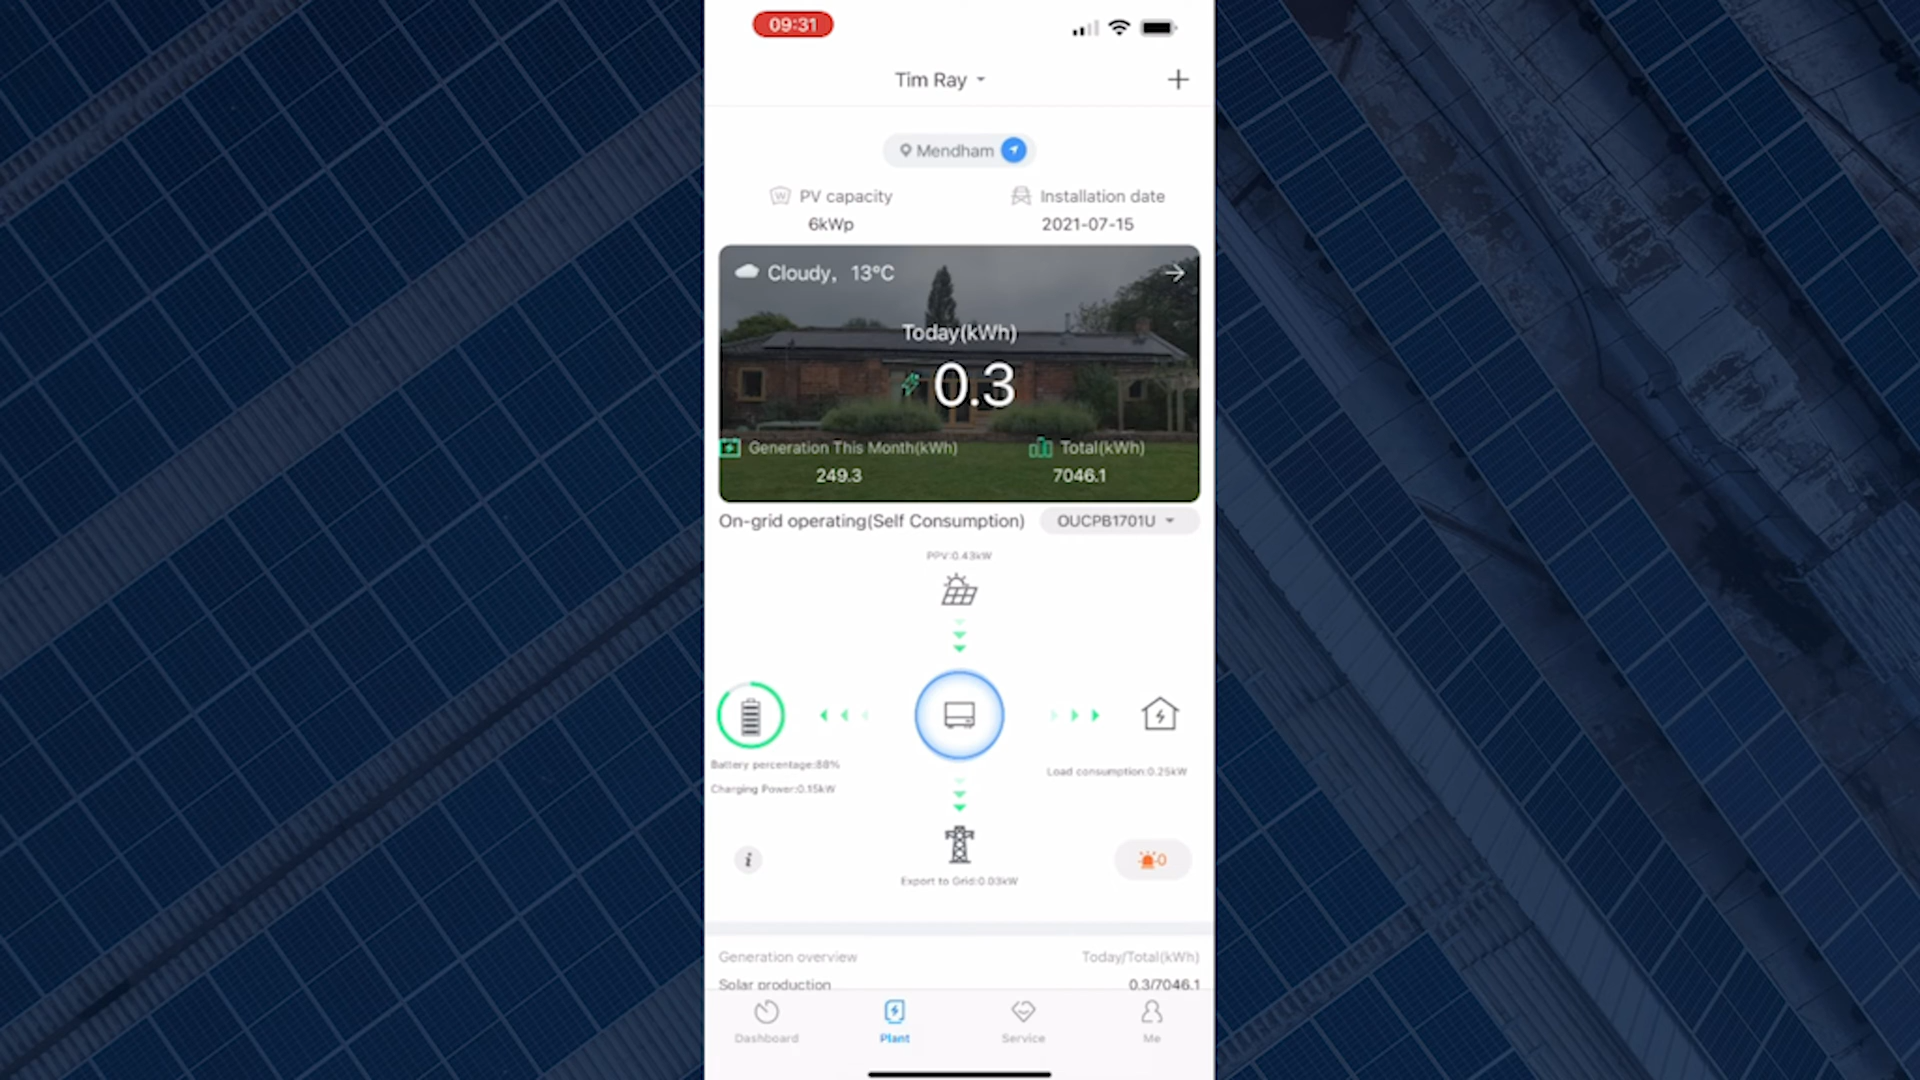 09:31
Tim Ray
Mendham
PV capacity
6kWp
Installation date
2021-07-15
Cloudy, 13°C
Today(kWh)
0.3
Generation This Month(kWh)
249.3
Total(kWh)
7046.1
On-grid operating(Self Consumption)
OUCPB1701U
PPV:0.43kW
Battery percentage:88%
Charging Power:0.15kW
Load consumption:0.25kW
0
Export to Grid:0.03kW
Generation overview
Today/Total(kWh)
Solar production
0.3/7046.1
Dashboard
Plant
Service
Me